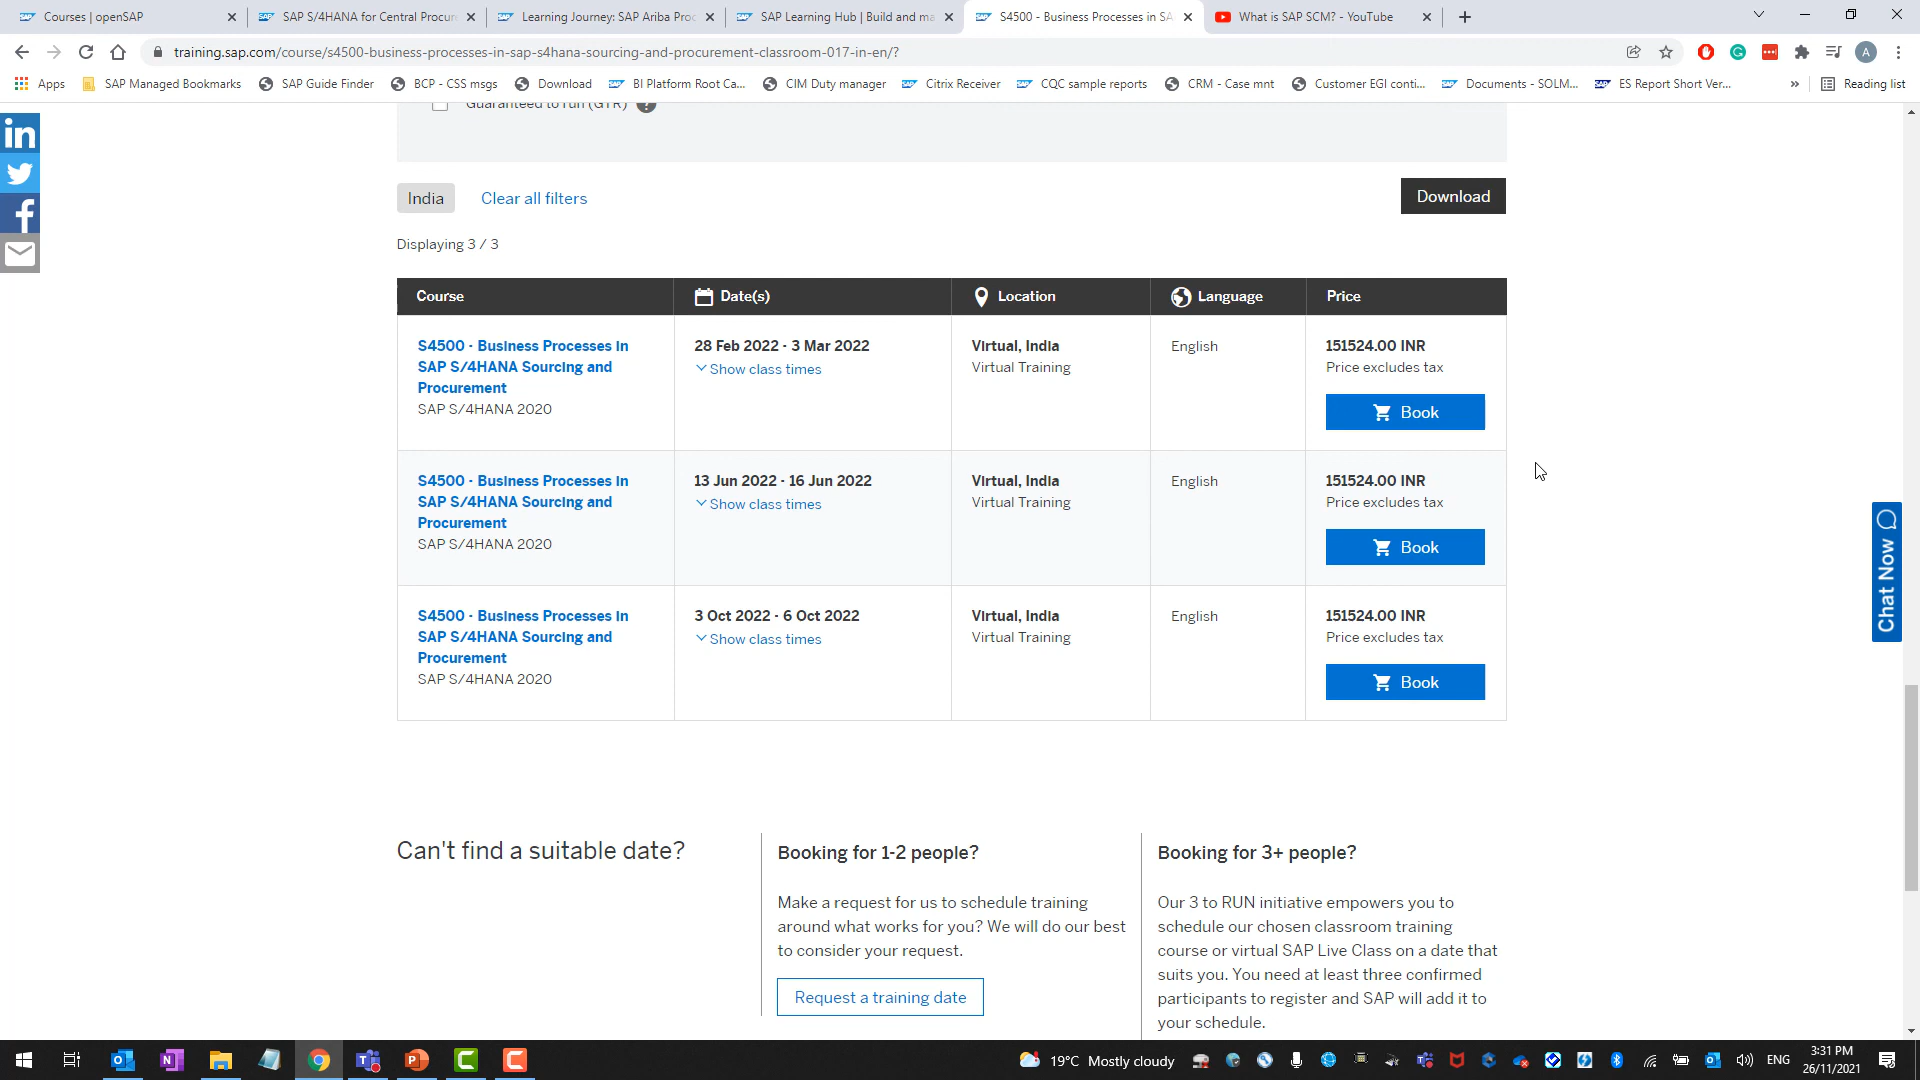 Courses | openSAP
SAP S/4HANA for Central Procure
Learning Journey: SAP Ariba Proc
SAP Learning Hub | Build and ma
S4500 - Business Processes in SA
What is SAP SCM? - YouTube
training.sap.com/course/s4500-business-processes-in-sap-s4hana-sourcing-and-procurement-classroom-017-in-en/?
A
Apps
SAP Managed Bookmarks
SAP Guide Finder
BCP - CSS msgs
Download
BI Platform Root Ca...
CIM Duty manager
Citrix Receiver
CQC sample reports
CRM - Case mnt
Customer EGI conti...
Documents - SOLM...
ES Report Short Ver...
»
Reading list
Guaranteed to run (GTR)
India
Clear all filters
Download
Displaying 3 / 3
Course
Date(s)
Location
Language
Price
S4500 - Business Processes in
SAP S/4HANA Sourcing and
Procurement
SAP S/4HANA 2020
28 Feb 2022 - 3 Mar 2022
Show class times
Virtual, India
Virtual Training
English
151524.00 INR
Price excludes tax
Book
S4500 - Business Processes in
SAP S/4HANA Sourcing and
Procurement
SAP S/4HANA 2020
13 Jun 2022 - 16 Jun 2022
Show class times
Virtual, India
Virtual Training
English
151524.00 INR
Price excludes tax
Book
S4500 - Business Processes in
SAP S/4HANA Sourcing and
Procurement
SAP S/4HANA 2020
3 Oct 2022 - 6 Oct 2022
Show class times
Virtual, India
Virtual Training
English
151524.00 INR
Price excludes tax
Book
Chat Now
Can't find a suitable date?
Booking for 1-2 people?
Make a request for us to schedule training
around what works for you? We will do our best
to consider your request.
Request a training date
Booking for 3+ people?
Our 3 to RUN initiative empowers you to
schedule our chosen classroom training
course or virtual SAP Live Class on a date that
suits you. You need at least three confirmed
participants to register and SAP will add it to
your schedule.
19°C Mostly cloudy
ENG
3:31 PM
26/11/2021